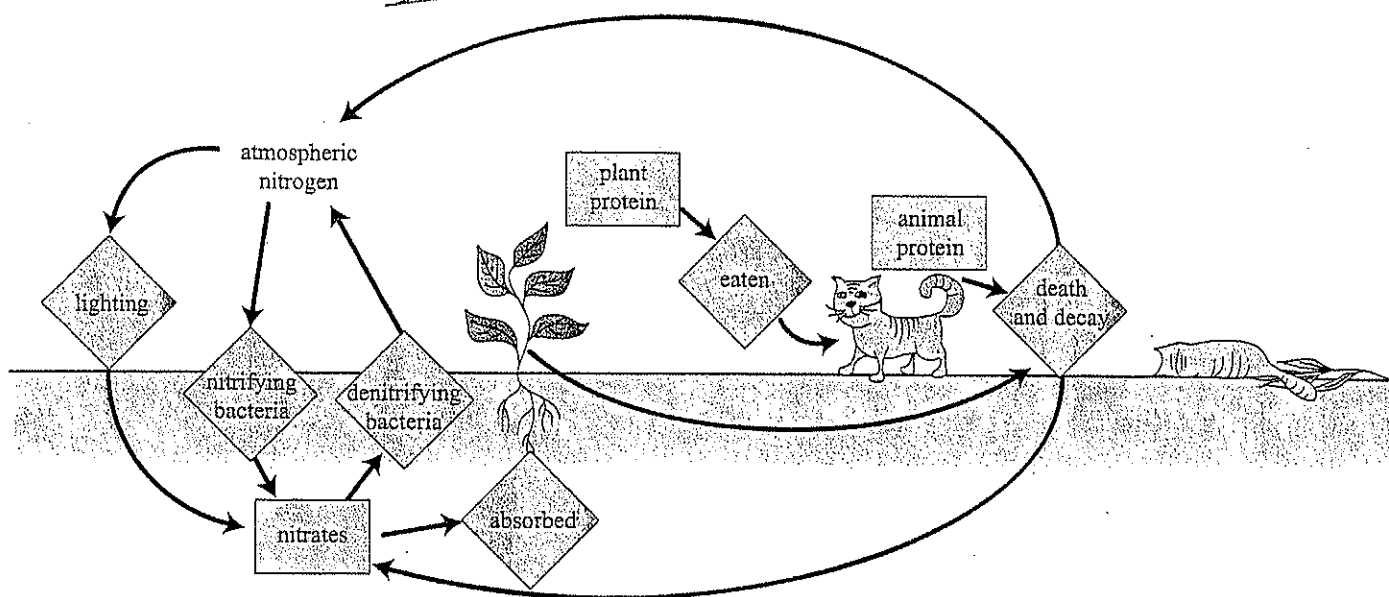 atmospheric
nitrogen
plant
protein
animal
protein
eaten
lighting
death
and decay
nitrifying
bacteria
denitrifying
bacteria
nitrates
absorbed